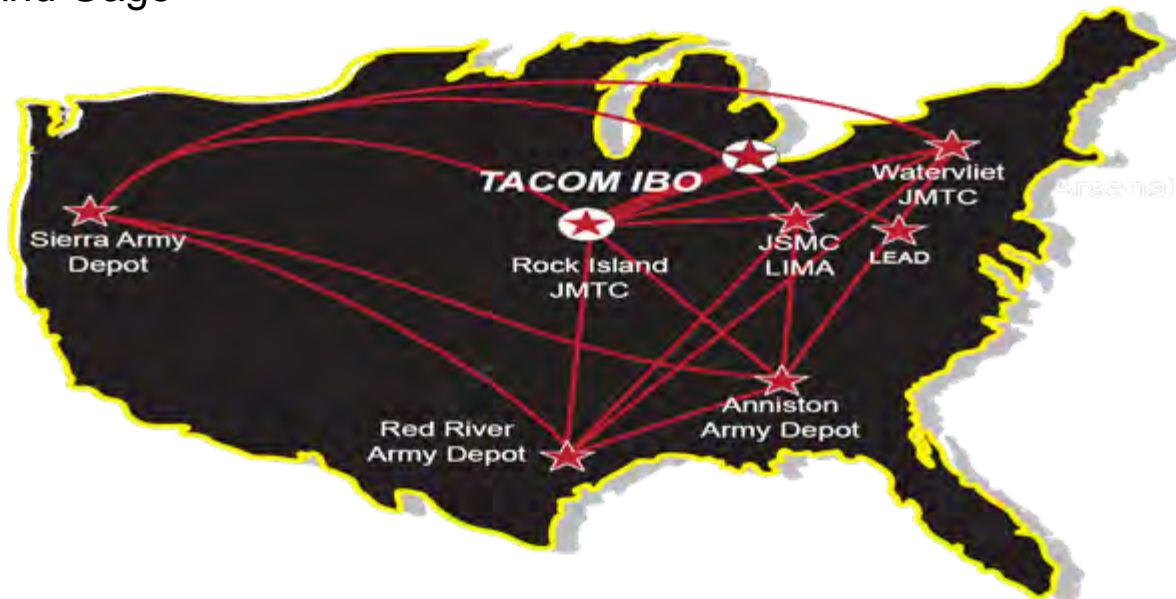 TACOM IBO
Watervliet
JMTC
Arsenal
Sierra Army
Depot
Rock Island
JMTC
JSMC
LIMA
LEAD
Anniston
Army Depot
Red River
Army Depot